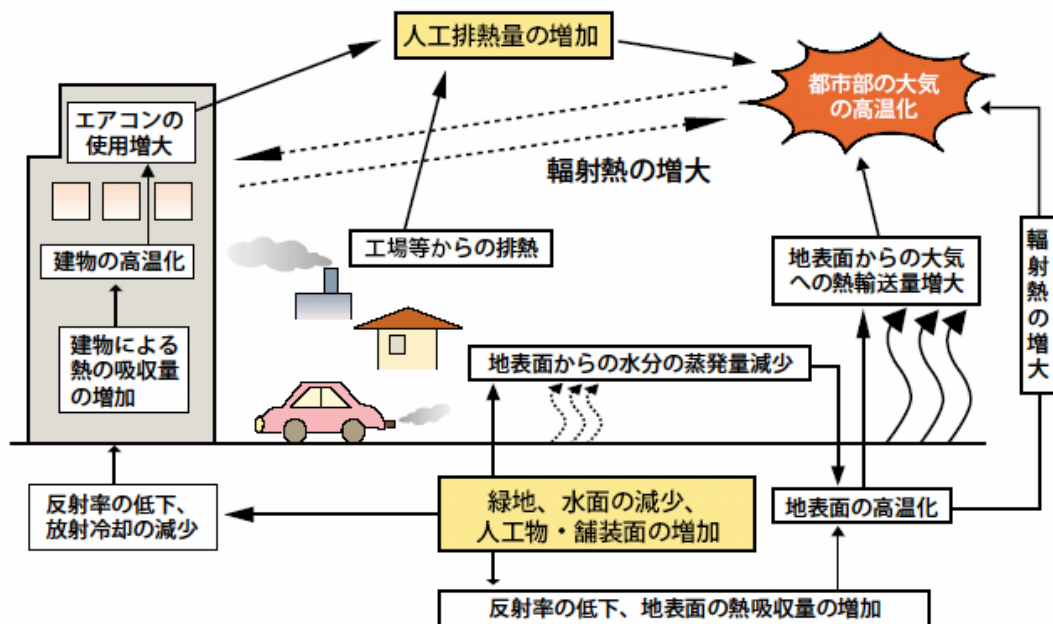 人工排熱量の増加
都市部の大気
の高温化
エアコンの
使用増大
輻射熱の増大
工場等からの排熱
建物の高温化
地表面からの大気
への熱輸送量増大
輻射熱の増大
建物による
熱の吸収量
の増加
地表面からの水分の蒸発量減少
反射率の低下、
放射冷却の減少
緑地、水面の減少、
人工物・舗装面の増加
地表面の高温化
反射率の低下、地表面の熱吸収量の増加